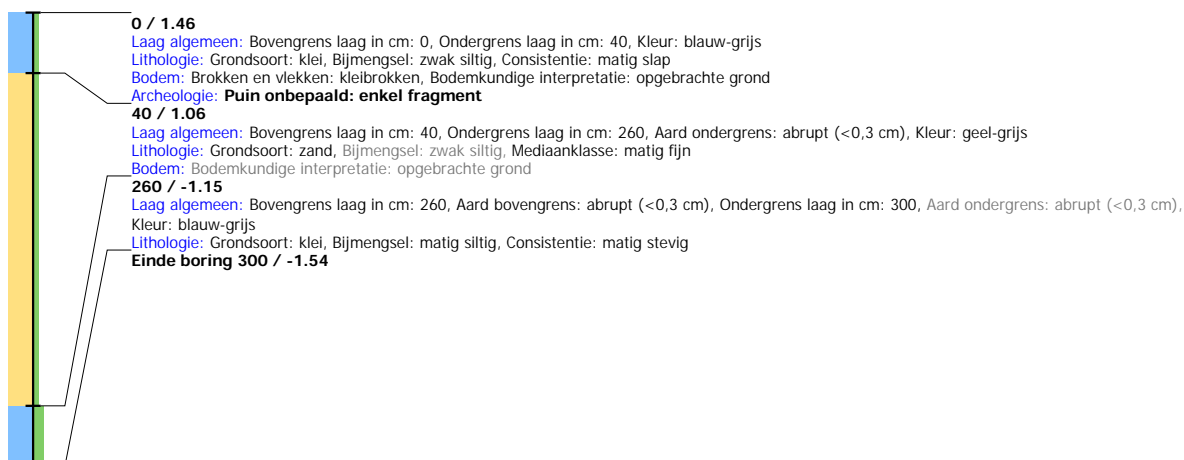 0 / 1.46
Laag algemeen: Bovengrens laag in cm: 0, Ondergrens laag in cm: 40, Kleur: blauw-grijs
Lithologie: Grondsoort: klei, Bijmengsel: zwak siltig, Consistentie: matig slap
Bodem: Brokken en vlekken: kleibrokken, Bodemkundige interpretatie: opgebrachte grond
Archeologie: Puin onbepaald: enkel fragment
40 / 1.06
Laag algemeen: Bovengrens laag in cm: 40, Ondergrens laag in cm: 260, Aard ondergrens: abrupt (<0,3 cm), Kleur: geel-grijs
Lithologie: Grondsoort: zand, Bijmengsel: zwak siltig, Mediaanklasse: matig fijn
Bodem: Bodemkundige interpretatie: opgebrachte grond
260 / -1.15
Laag algemeen: Bovengrens laag in cm: 260, Aard bovengrens: abrupt (<0,3 cm), Ondergrens laag in cm: 300, Aard ondergrens: abrupt (<0,3 cm),
Kleur: blauw-grijs
Lithologie: Grondsoort: klei, Bijmengsel: matig siltig, Consistentie: matig stevig
Einde boring 300 / -1.54